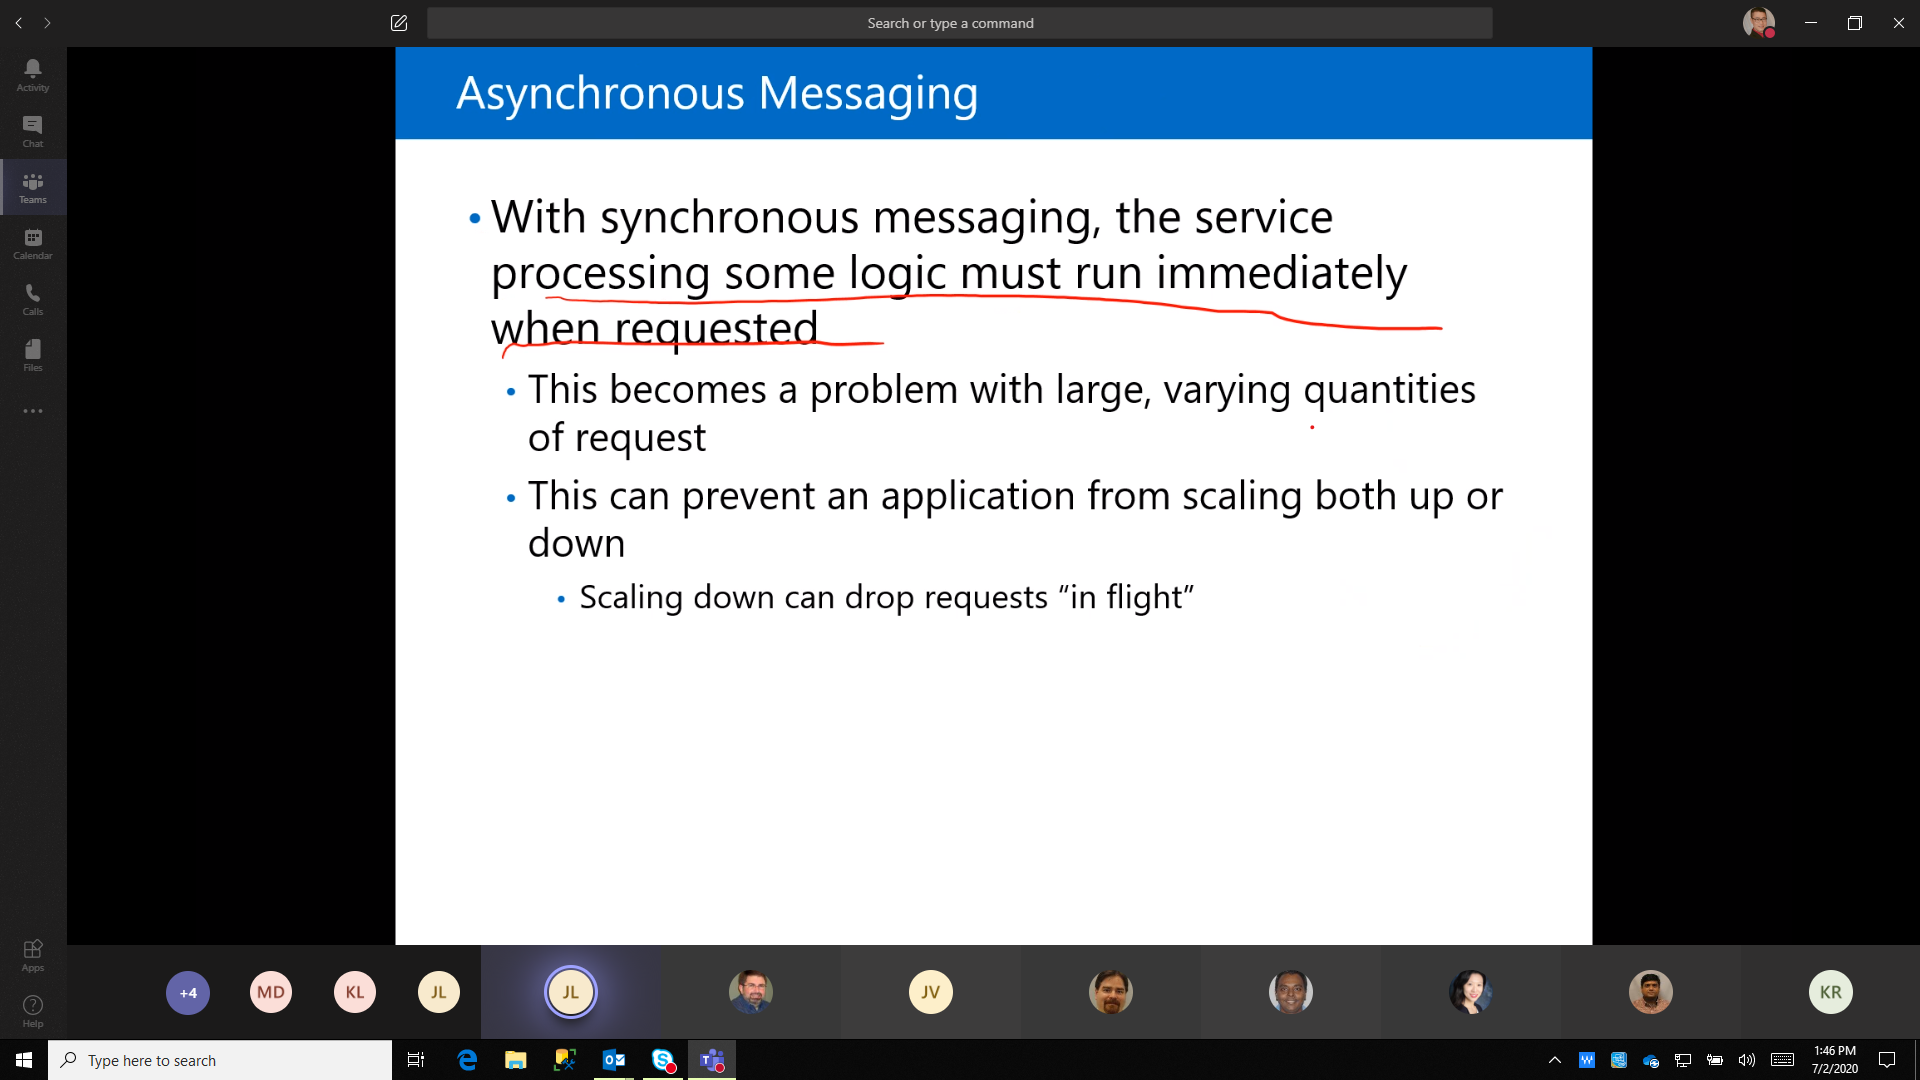 Search or type a command
Activity
Chat
Teams
Calendar
Calls
Files
Apps
Help
Asynchronous Messaging
• With synchronous messaging, the service
processing some logic must run immediately
when requested
• This becomes a problem with large, varying quantities
of request
• This can prevent an application from scaling both up or
down
• Scaling down can drop requests “in flight”
+4
MD
KL
JL
JL
JV
KR
Type here to search
1:46 PM
7/2/2020